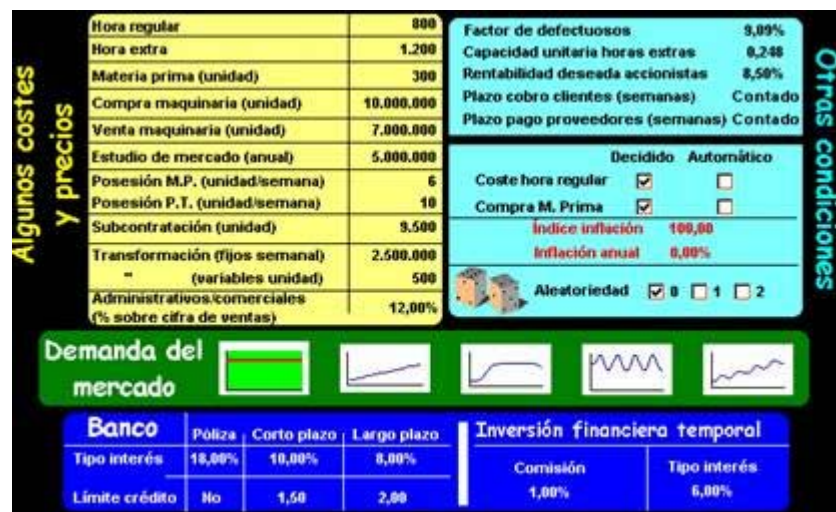 Algunos costes
y precios
Hora regular 800
Hora extra 1.200
Materia prima (unidad) 300
Compra maquinaria (unidad) 10.000.000
Venta maquinaria (unidad) 7.000.000
Estudio de mercado (anual) 5.000.000
Posesión M.P. (unidad/semana) 6
Posesión P.T. (unidad/semana) 10
Subcontratación (unidad) 9.500
Transformación (fijos semanal) 2.500.000
" (variables unidad) 500
Administrativos/comerciales
(% sobre cifra de ventas) 12,00%
Otras condiciones
Factor de defectuosos 9,09%
Capacidad unitaria horas extras 0,248
Rentabilidad deseada accionistas 8,50%
Plazo cobro clientes (semanas) Contado
Plazo pago proveedores (semanas) Contado
Decidido Automático
Coste hora regular
Compra M. Prima
Índice inflación 100,00
Inflación anual 0,00%
Aleatoriedad 0 1 2
Demanda del
mercado
Banco Póliza Corto plazo Largo plazo
Tipo interés 18,00% 10,00% 8,00%
Límite crédito No 1,50 2,00
Inversión financiera temporal
Comisión Tipo interés
1,00% 6,00%